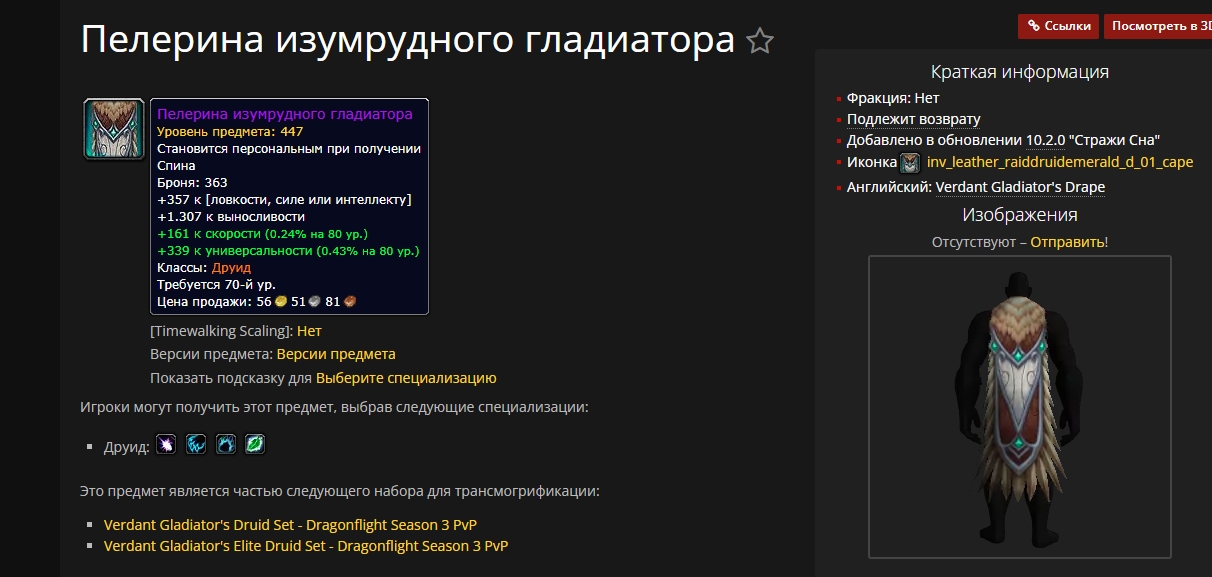 Пелерина изумрудного гладиатора
Ссылки
Посмотреть в 3D
Пелерина изумрудного гладиатора
Уровень предмета: 447
Становится персональным при получении
Спина
Броня: 363
+357 к [ловкости, силе или интеллекту]
+1.307 к выносливости
+161 к скорости (0.24% на 80 ур.)
+339 к универсальности (0.43% на 80 ур.)
Классы: Друид
Требуется 70-й ур.
Цена продажи: 56 51 81
[Timewalking Scaling]: Нет
Версии предмета: Версии предмета
Показать подсказку для Выберите специализацию
Игроки могут получить этот предмет, выбрав следующие специализации:
Друид:
Это предмет является частью следующего набора для трансмогрификации:
Verdant Gladiator's Druid Set - Dragonflight Season 3 PvP
Verdant Gladiator's Elite Druid Set - Dragonflight Season 3 PvP
Краткая информация
Фракция: Нет
Подлежит возврату
Добавлено в обновлении 10.2.0 "Стражи Сна"
Иконка inv_leather_raiddruidemerald_d_01_cape
Английский: Verdant Gladiator's Drape
Изображения
Отсутствуют – Отправить!